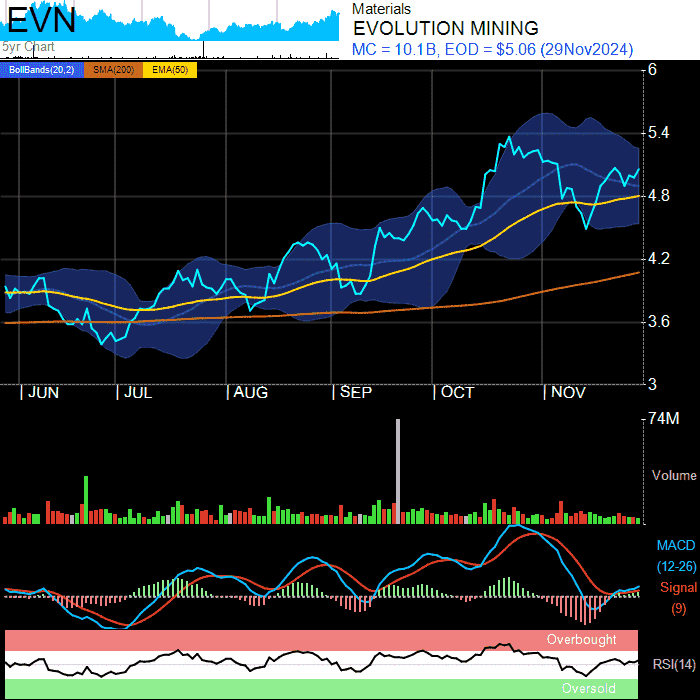 EVN
5yr Chart
Materials
EVOLUTION MINING
MC = 10.1B, EOD = $5.06 (29Nov2024)
BollBands(20,2) SMA(200) EMA(50)
6
5.4
4.8
4.2
3.6
3
JUN JUL AUG SEP OCT NOV
74M
Volume
MACD
(12-26)
Signal
(9)
Overbought
RSI(14)
Oversold